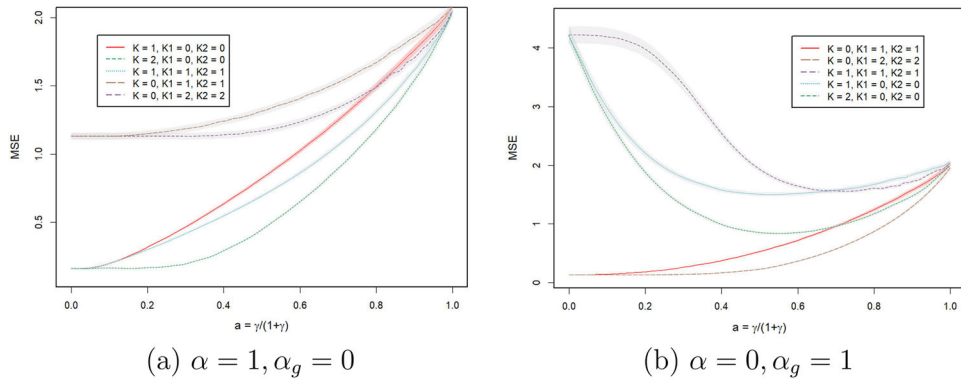 2.0
1.5
1.0
0.5
MSE
K = 1, K1 = 0, K2 = 0
K = 2, K1 = 0, K2 = 0
K = 1, K1 = 1, K2 = 1
K = 0, K1 = 1, K2 = 1
K = 0, K1 = 2, K2 = 2
0.0 0.2 0.4 0.6 0.8 1.0
a = γ/(1+γ)
(a) α = 1, α_g = 0
4
3
2
1
0
MSE
K = 0, K1 = 1, K2 = 1
K = 0, K1 = 2, K2 = 2
K = 1, K1 = 1, K2 = 1
K = 1, K1 = 0, K2 = 0
K = 2, K1 = 0, K2 = 0
0.0 0.2 0.4 0.6 0.8 1.0
a = γ/(1+γ)
(b) α = 0, α_g = 1